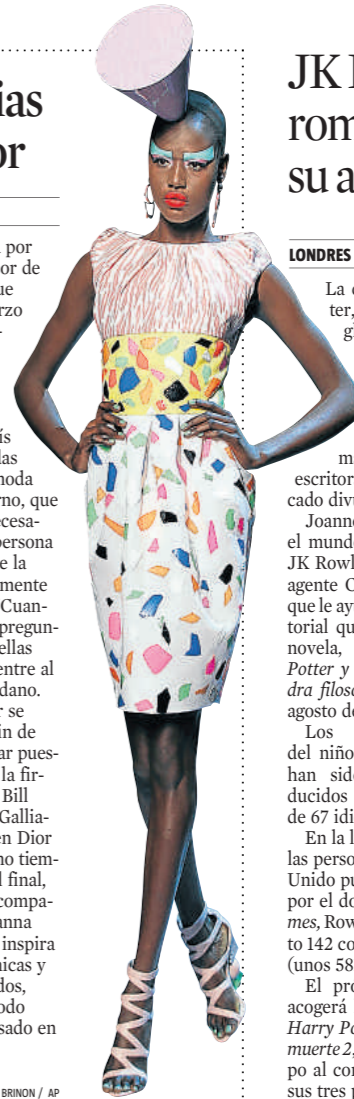 ias
or
por
or de
ue
rzo
-
ís
las
noda
rno, que
ecesa-
persona
e la
mente
Cuan-
pregun-
ellas
entre al
dano.
r se
in de
ar pues-
la fir-
Bill
Gallia-
en Dior
no tiem-
l final,
compa-
anna
inspira
nicas y
dos,
odo
sado en
BRINON / AP
JK
rom
su a
LONDRES
La
ter,
g
m
escritor
cado divu
Joanne
el mund
JK Rowl
agente C
que le ay
torial qu
novela,
Potter y
dra filoso
agosto de
Los
del niño
han sido
ducidos
de 67 idi
En la l
las perso
Unido pu
por el do
mes, Row
to 142 co
(unos 58
El pro
acogerá
Harry Pa
muerte 2,
po al con
sus tres p